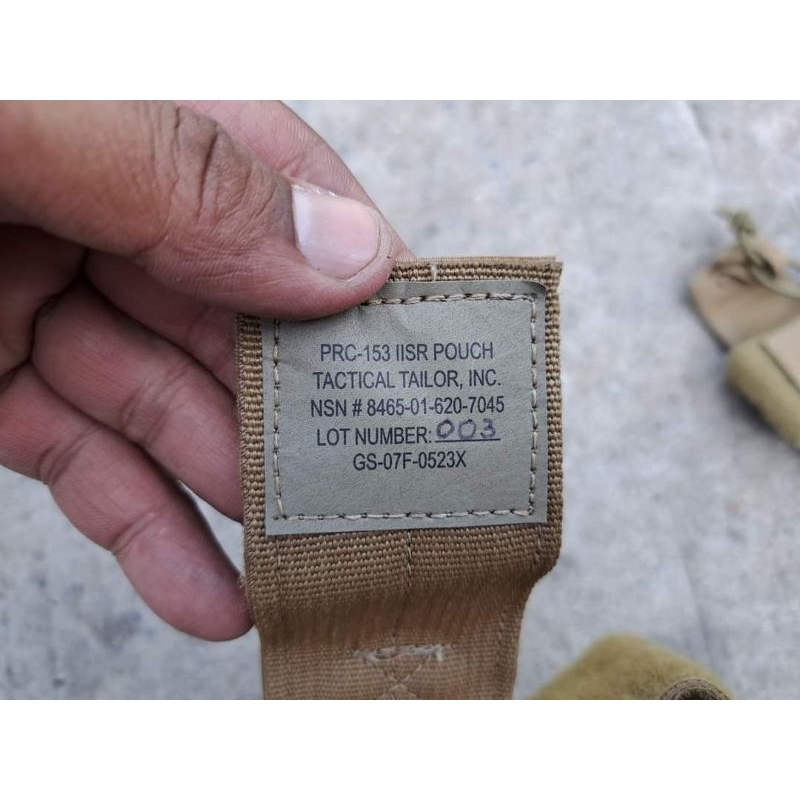 PRC-153 IISR POUCH
TACTICAL TAILOR, INC.
NSN # 8465-01-620-7045
LOT NUMBER: 003
GS-07F-0523X